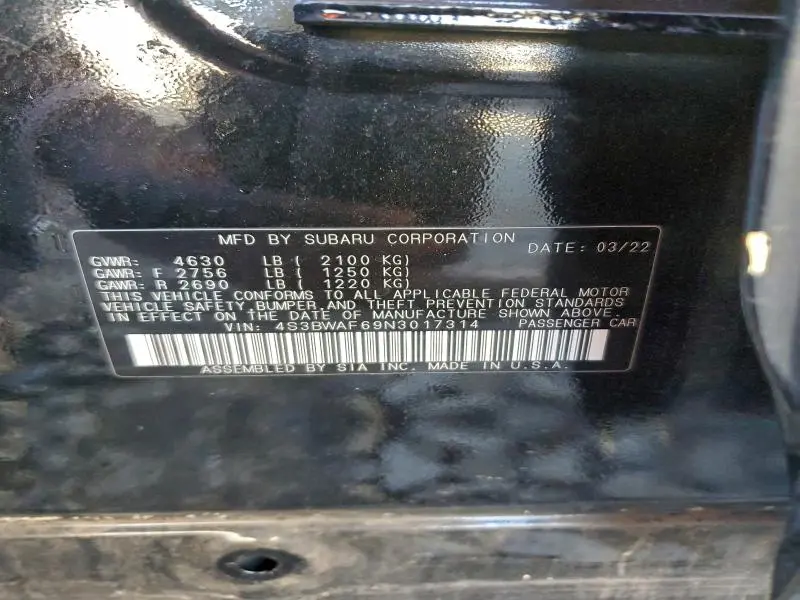 MFD BY SUBARU CORPORATION DATE: 03/22
GVWR: 4630 LB ( 2100 KG)
GAWR: F 2756 LB ( 1250 KG)
GAWR: R 2690 LB ( 1220 KG)
THIS VEHICLE CONFORMS TO ALL APPLICABLE FEDERAL MOTOR
VEHICLE SAFETY, BUMPER, AND THEFT PREVENTION STANDARDS
IN EFFECT ON THE DATE OF MANUFACTURE SHOWN ABOVE.
VIN: 4S3BWAF69N3017314 PASSENGER CAR
ASSEMBLED BY SIA INC. MADE IN U.S.A.